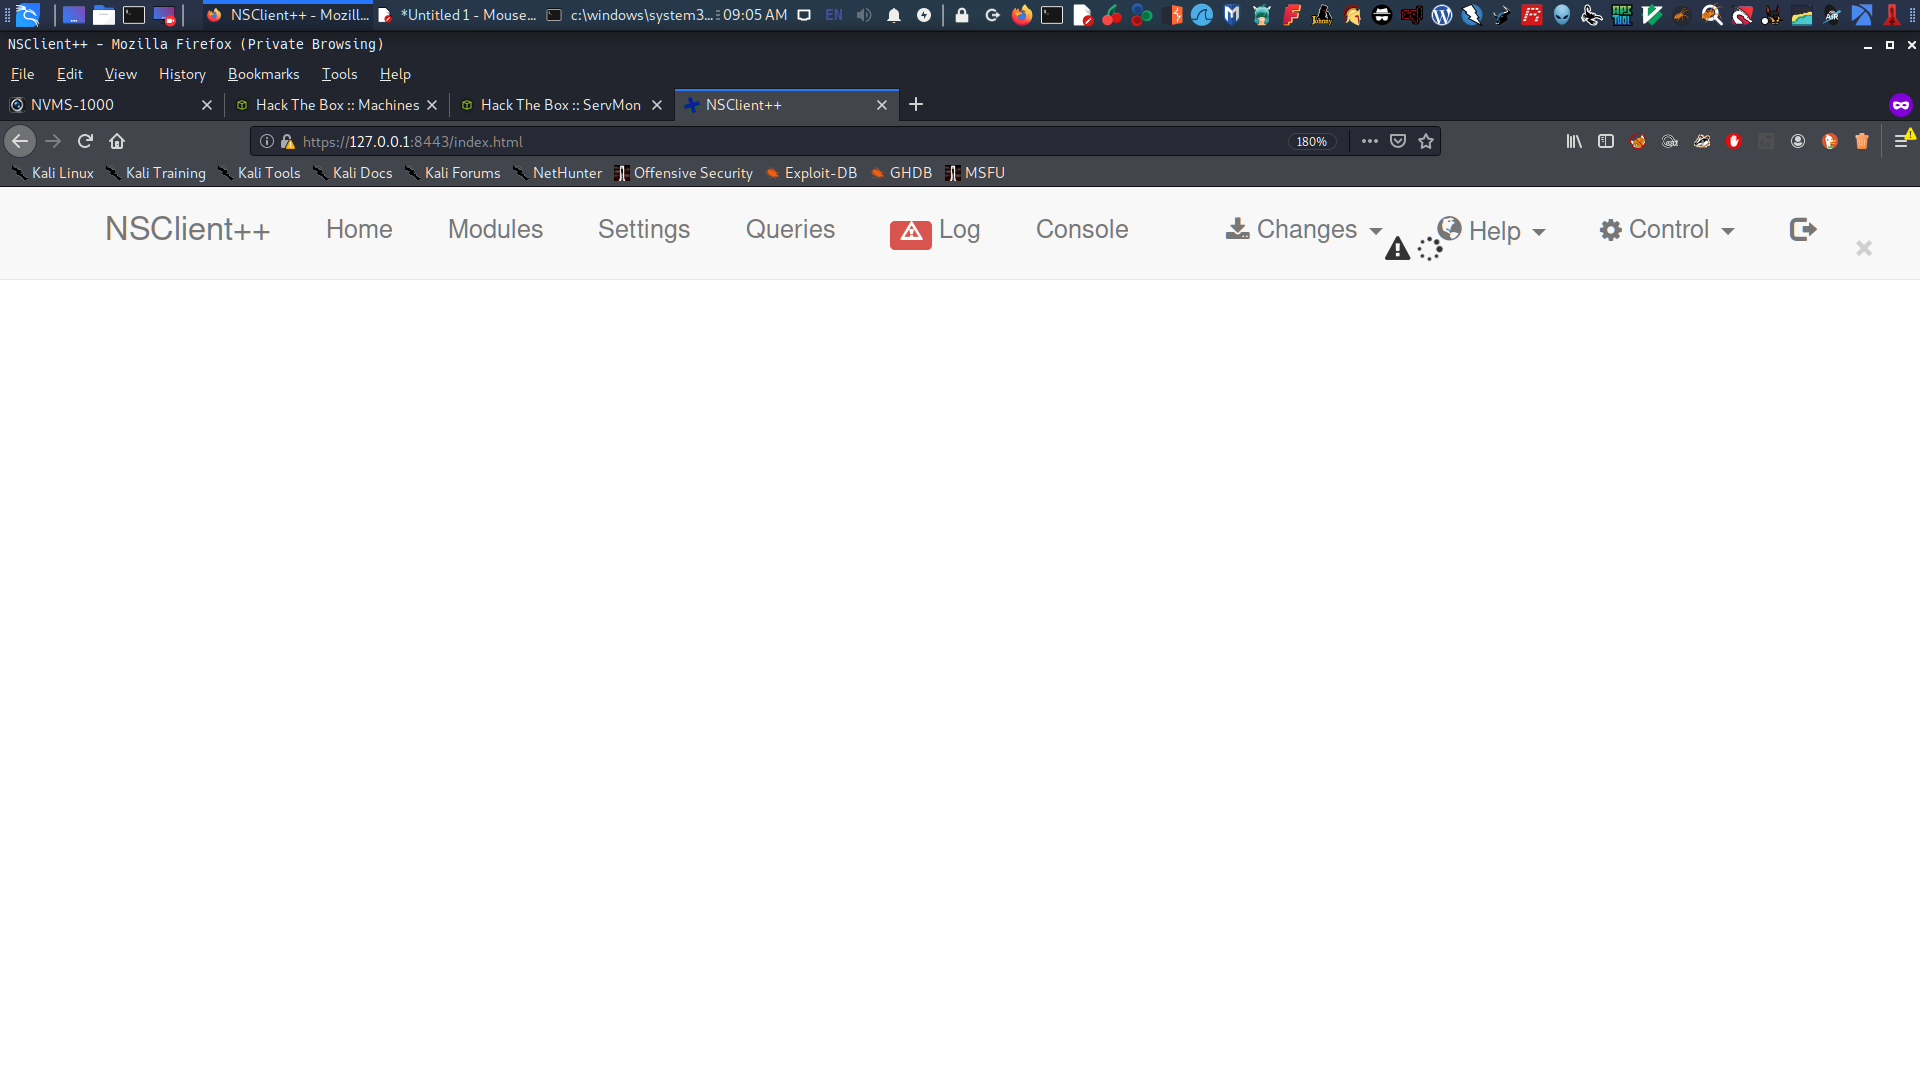 NSClient++ - Mozill...
*Untitled 1 - Mouse...
c:\windows\system3...
09:05 AM
EN
NSClient++ - Mozilla Firefox (Private Browsing)
File Edit View History Bookmarks Tools Help
NVMS-1000
Hack The Box :: Machines
Hack The Box :: ServMon
NSClient++
https://127.0.0.1:8443/index.html
180%
Kali Linux Kali Training Kali Tools Kali Docs Kali Forums NetHunter Offensive Security Exploit-DB GHDB MSFU
NSClient++ Home Modules Settings Queries Log Console Changes Help Control